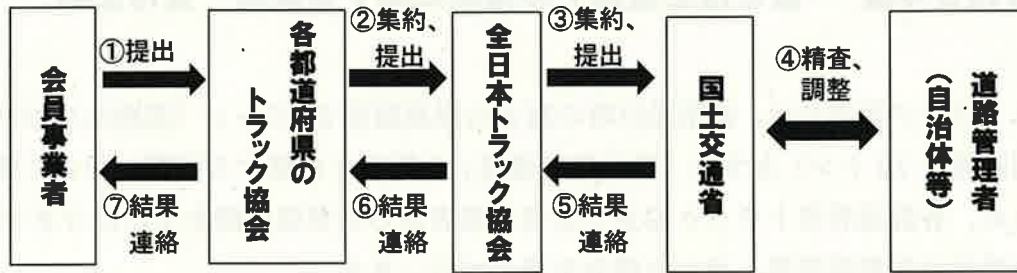 会員事業者
①提出
⑦結果
連絡
各都道府県の
トラック協会
②集約、
提出
⑥結果
連絡
全日本トラック協会
③集約、
提出
⑤結果
連絡
国土交通省
④精査、
調整
道路管理者
（自治体等）